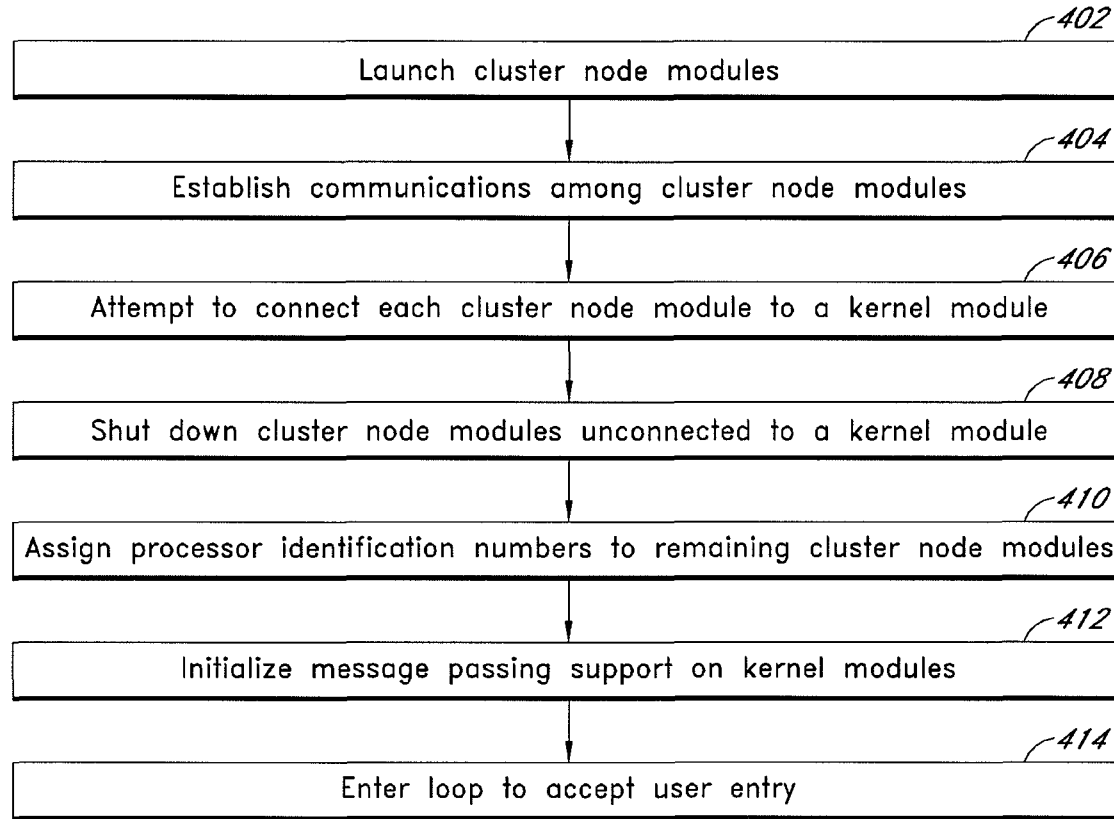 402
Launch cluster node modules
404
Establish communications among cluster node modules
406
Attempt to connect each cluster node module to a kernel module
408
Shut down cluster node modules unconnected to a kernel module
410
Assign processor identification numbers to remaining cluster node modules
412
Initialize message passing support on kernel modules
414
Enter loop to accept user entry